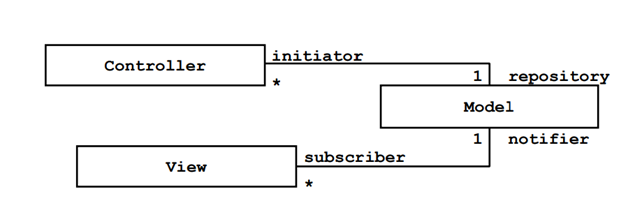 initiator
Controller
* 1 repository
Model
1 notifier
subscriber
View
*